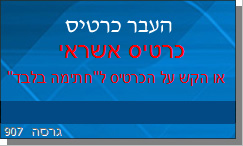 העבר כרטיס
כרטיס אשראי
או הקש על הכרטיס ל"חתימה בלבד"
גרסה 907